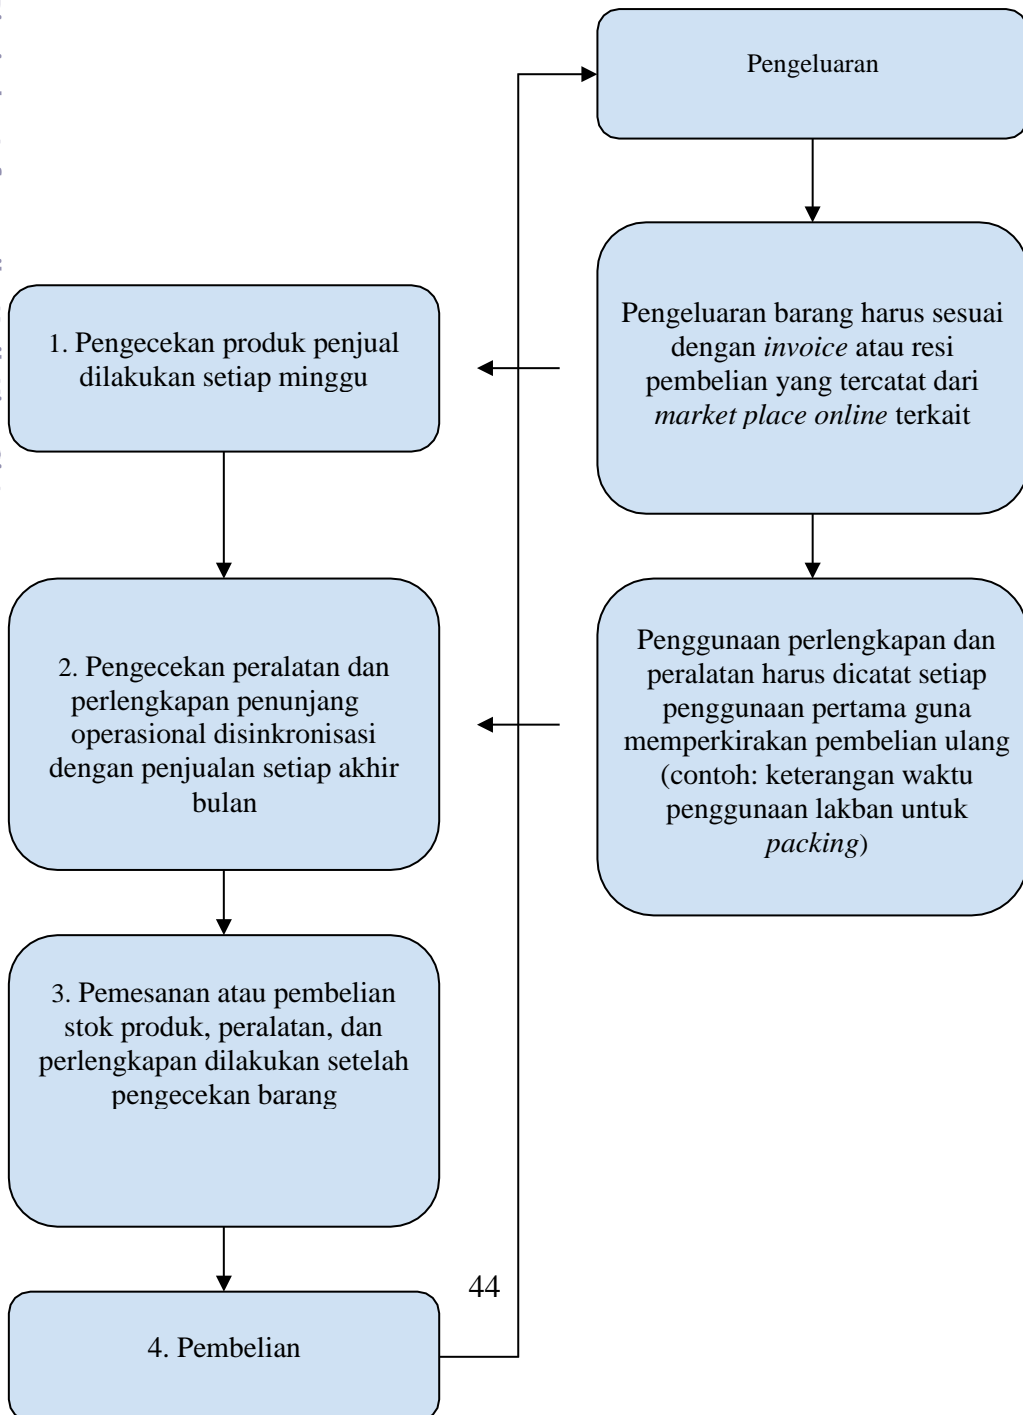 Pengeluaran
Pengeluaran barang harus sesuai
dengan invoice atau resi
pembelian yang tercatat dari
market place online terkait
Penggunaan perlengkapan dan
peralatan harus dicatat setiap
penggunaan pertama guna
memperkirakan pembelian ulang
(contoh: keterangan waktu
penggunaan lakban untuk
packing)
1. Pengecekan produk penjual
dilakukan setiap minggu
2. Pengecekan peralatan dan
perlengkapan penunjang
operasional disinkronisasi
dengan penjualan setiap akhir
bulan
3. Pemesanan atau pembelian
stok produk, peralatan, dan
perlengkapan dilakukan setelah
pengecekan barang
4. Pembelian
44